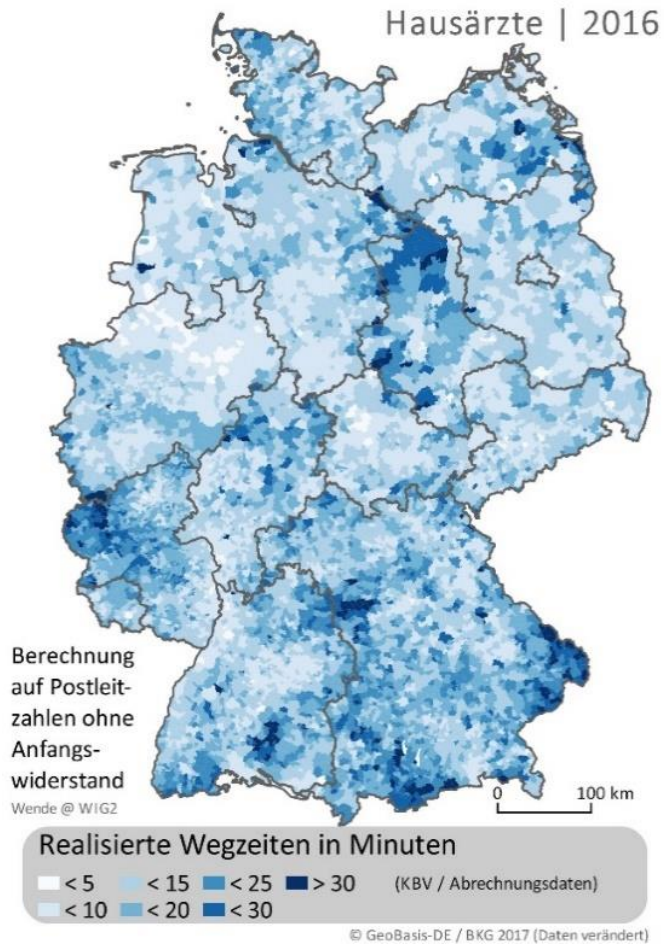 Hausärzte | 2016
Berechnung
auf Postleit-
zahlen ohne
Anfangs-
widerstand
Wende @ WIG2
0 100 km
Realisierte Wegzeiten in Minuten
< 5 < 15 < 25 > 30 (KBV / Abrechnungsdaten)
< 10 < 20 < 30
© GeoBasis-DE / BKG 2017 (Daten verändert)